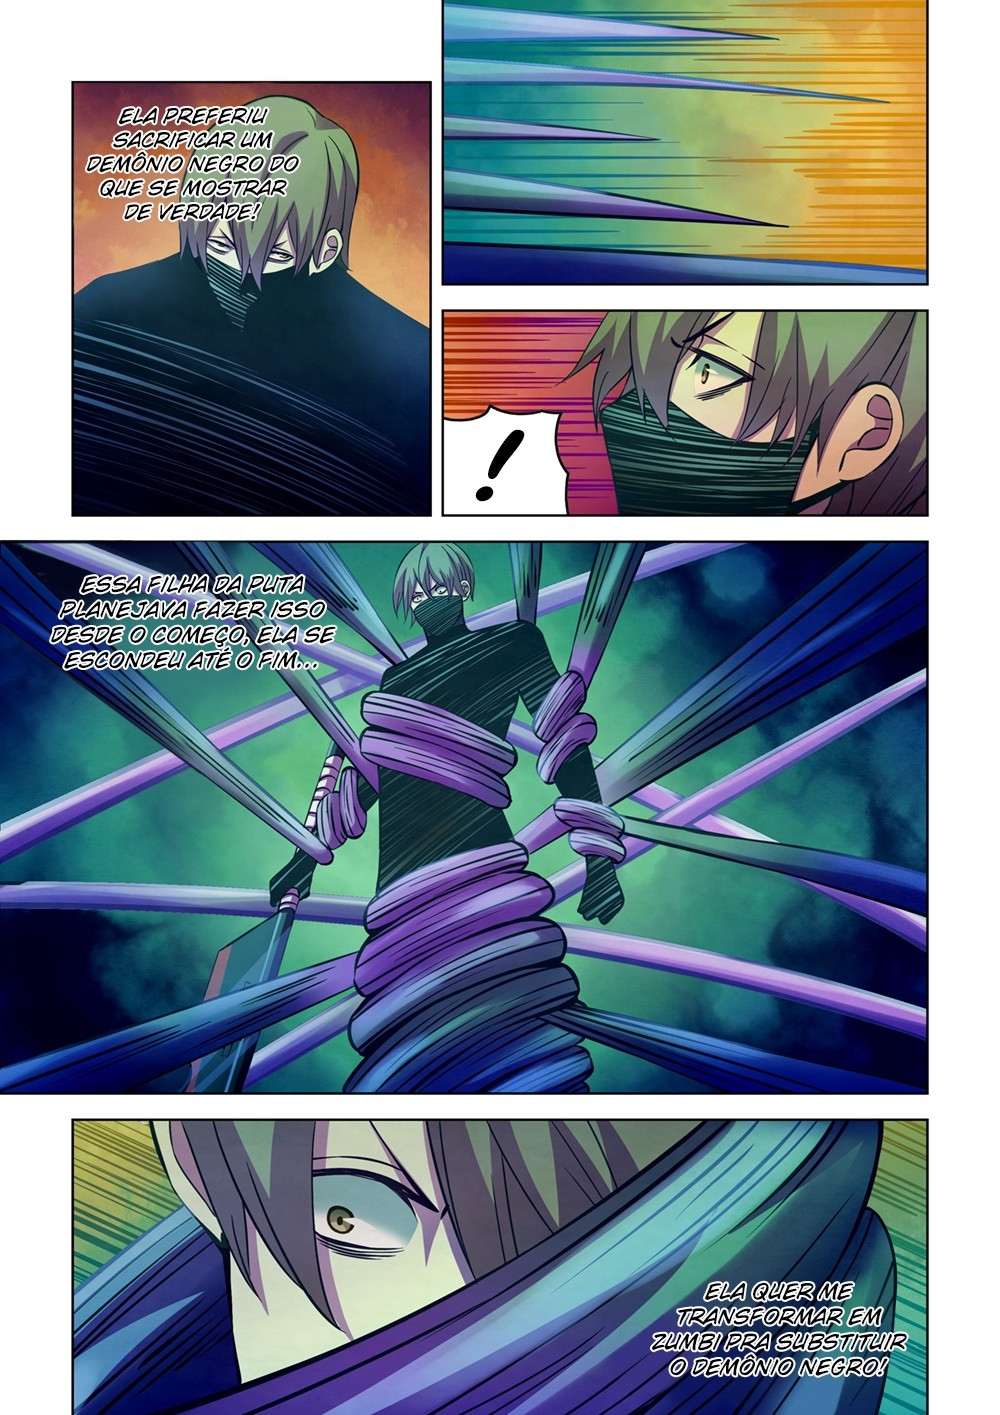 ELA PREFERIU
SACRIFICAR UM
DEMÔNIO NEGRO DO
QUE SE MOSTRAR
DE VERDADE!
!
ESSA FILHA DA PUTA
PLANEJAVA FAZER ISSO
DESDE O COMEÇO, ELA SE
ESCONDEU ATÉ O FIM...
ELA QUER ME
TRANSFORMAR EM
ZUMBI PRA SUBSTITUIR
O DEMÔNIO NEGRO!